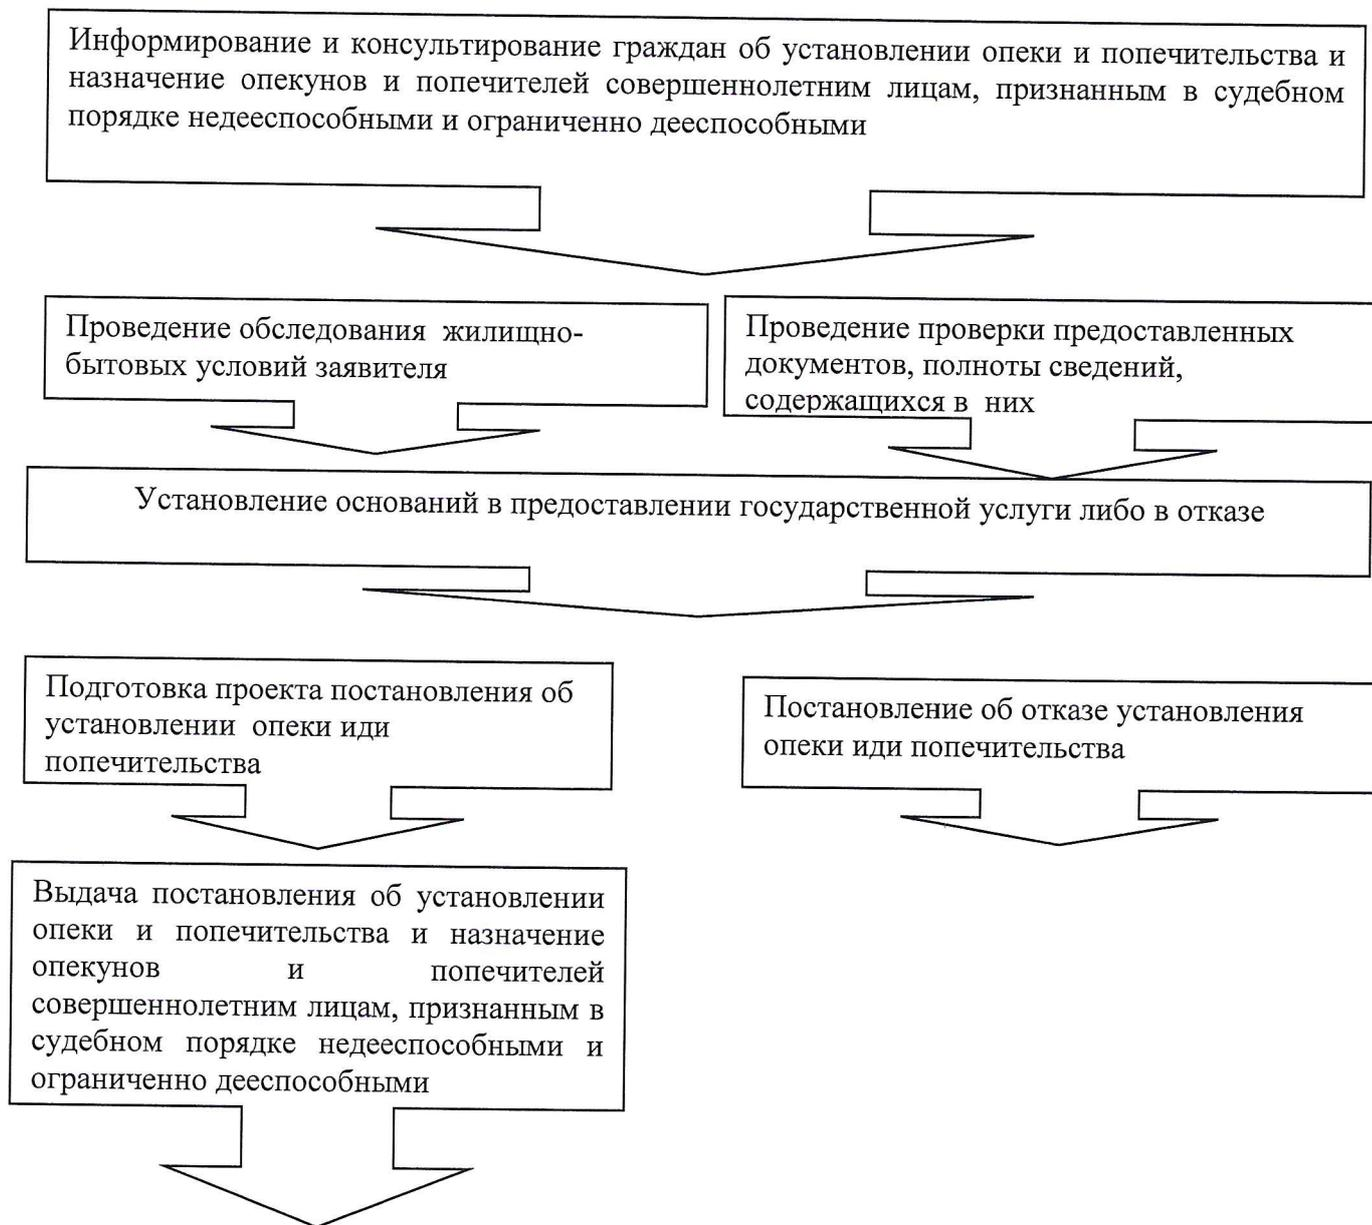 Информирование и консультирование граждан об установлении опеки и попечительства и
назначение опекунов и попечителей совершеннолетним лицам, признанным в судебном
порядке недееспособными и ограниченно дееспособными
Проведение обследования жилищно-
бытовых условий заявителя
Проведение проверки предоставленных
документов, полноты сведений,
содержащихся в них
Установление оснований в предоставлении государственной услуги либо в отказе
Подготовка проекта постановления об
установлении опеки иди
попечительства
Постановление об отказе установления
опеки иди попечительства
Выдача постановления об установлении
опеки и попечительства и назначение
опекунов и попечителей
совершеннолетним лицам, признанным в
судебном порядке недееспособными и
ограниченно дееспособными